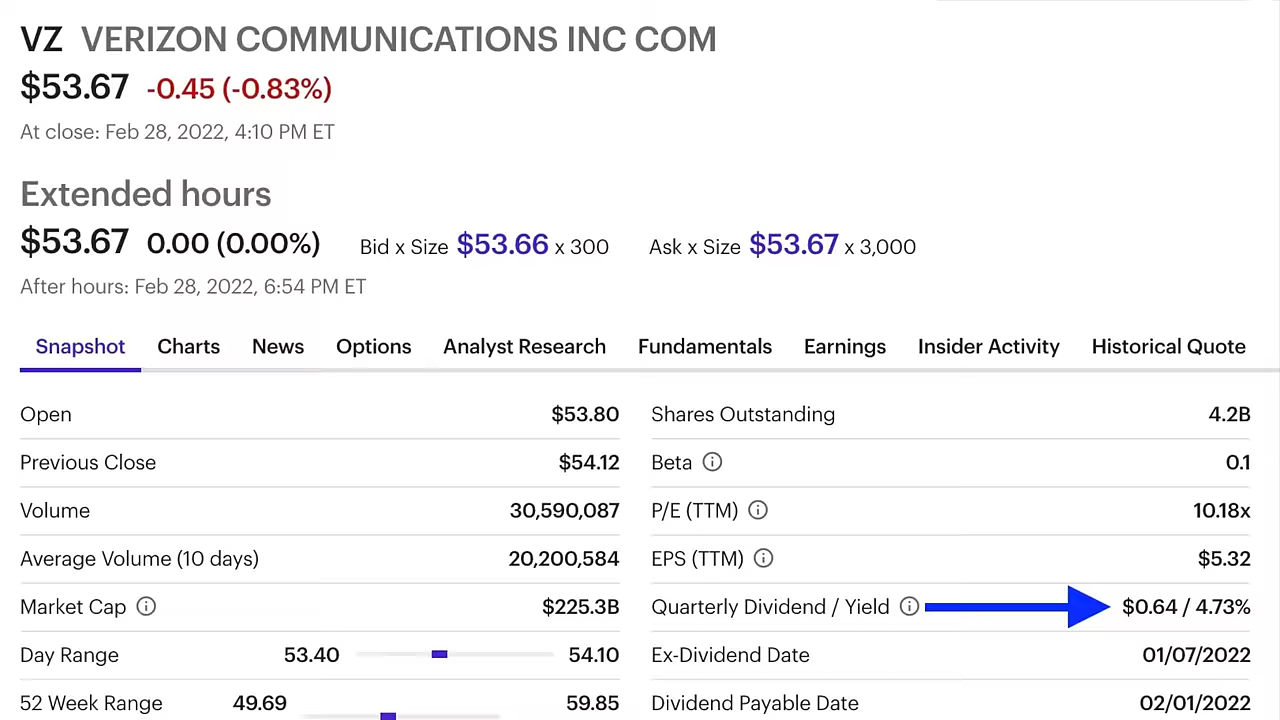 VZ VERIZON COMMUNICATIONS INC COM
$53.67 -0.45 (-0.83%)
At close: Feb 28, 2022, 4:10 PM ET
Extended hours
$53.67 0.00 (0.00%) Bid x Size $53.66 x 300 Ask x Size $53.67 x 3,000
After hours: Feb 28, 2022, 6:54 PM ET
Snapshot Charts News Options Analyst Research Fundamentals Earnings Insider Activity Historical Quote
Open $53.80
Previous Close $54.12
Volume 30,590,087
Average Volume (10 days) 20,200,584
Market Cap $225.3B
Day Range 53.40 54.10
52 Week Range 49.69 59.85
Shares Outstanding 4.2B
Beta 0.1
P/E (TTM) 10.18x
EPS (TTM) $5.32
Quarterly Dividend / Yield $0.64 / 4.73%
Ex-Dividend Date 01/07/2022
Dividend Payable Date 02/01/2022